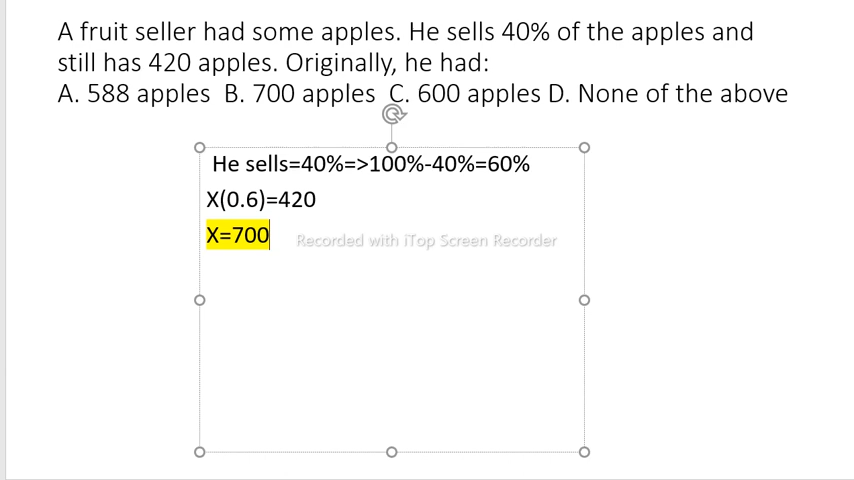 A fruit seller had some apples. He sells 40% of the apples and
still has 420 apples. Originally, he had:
A. 588 apples  B. 700 apples  C. 600 apples D. None of the above
He sells=40%=>100%-40%=60%
X(0.6)=420
X=700
Recorded with iTop Screen Recorder